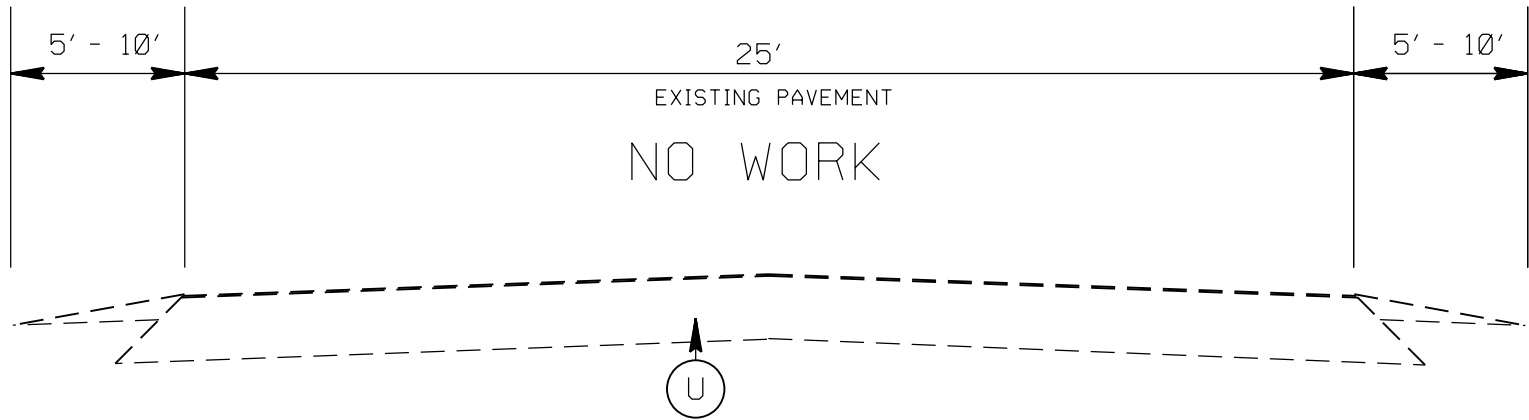 5' - 10'
25'
5' - 10'
EXISTING PAVEMENT
NO WORK
U